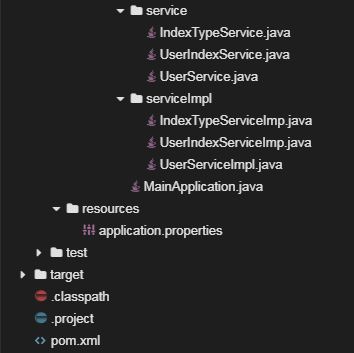 service
IndexTypeService.java
UserIndexService.java
UserService.java
serviceImpl
IndexTypeServiceImp.java
UserIndexServiceImp.java
UserServiceImpl.java
MainApplication.java
resources
application.properties
test
target
.classpath
.project
pom.xml